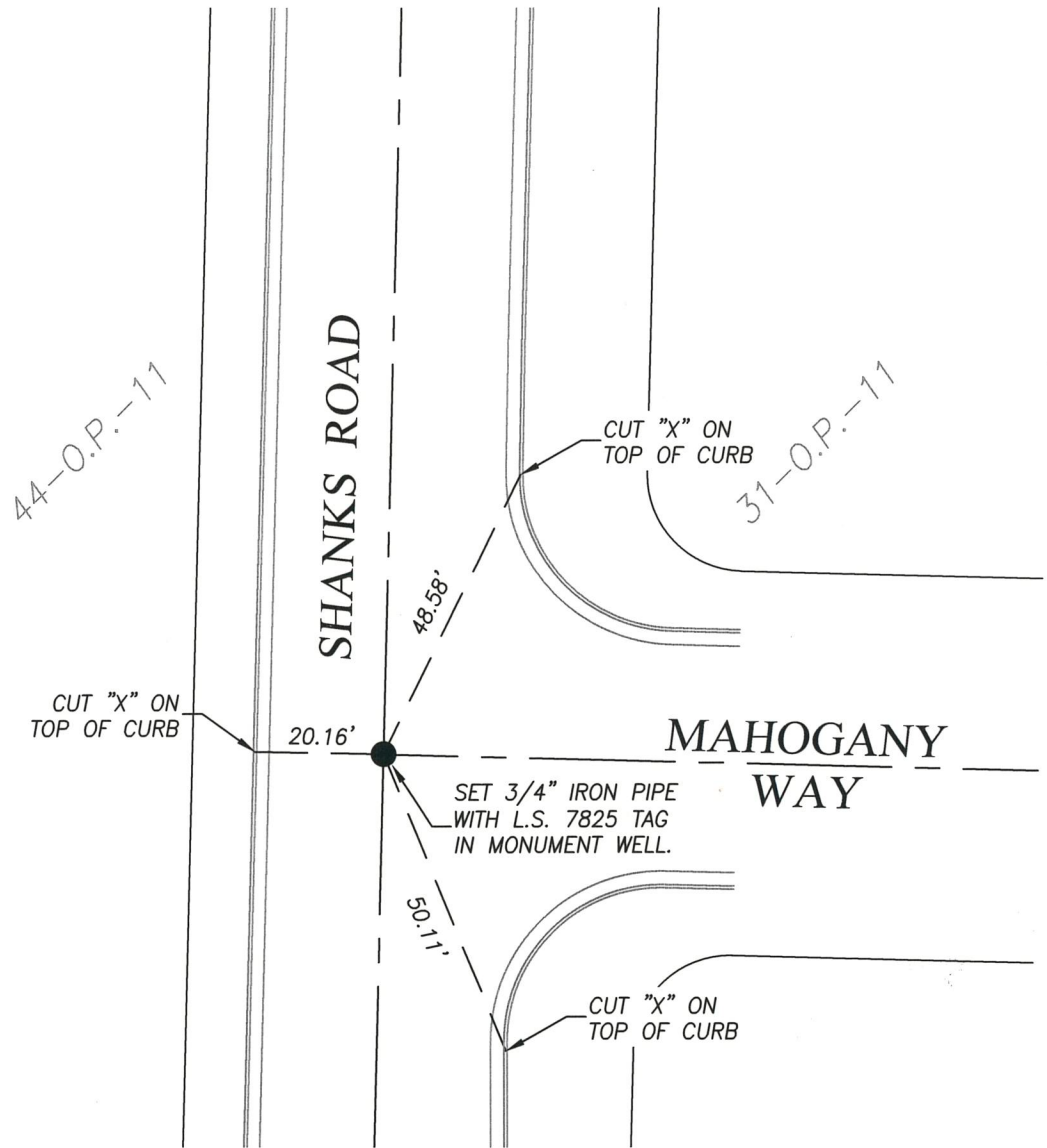 44-O.P.-11
SHANKS ROAD
31-O.P.-11
CUT "X" ON
TOP OF CURB
48.58'
CUT "X" ON
TOP OF CURB
20.16'
MAHOGANY
WAY
SET 3/4" IRON PIPE
WITH L.S. 7825 TAG
IN MONUMENT WELL.
50.11'
CUT "X" ON
TOP OF CURB